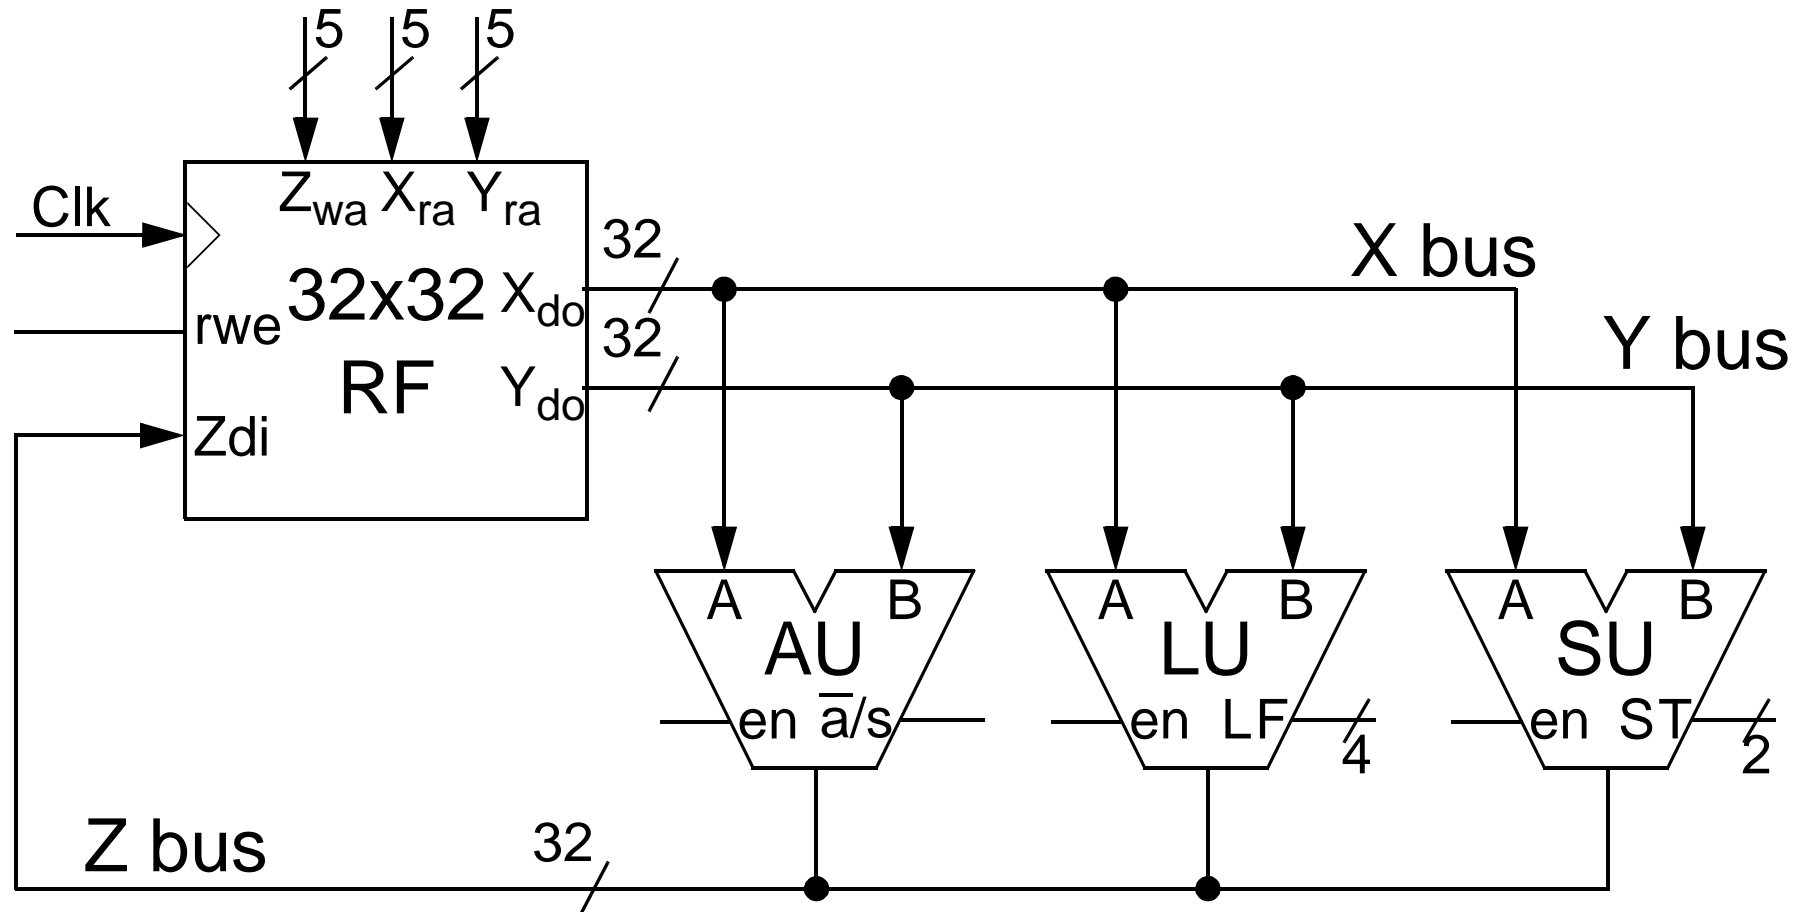 5 5 5
Clk
Zwa Xra Yra
32
X bus
32x32 Xdo
rwe
32
Y bus
RF Ydo
Zdi
A B A B A B
AU LU SU
en a̅/s en LF en ST
4 2
Z bus
32